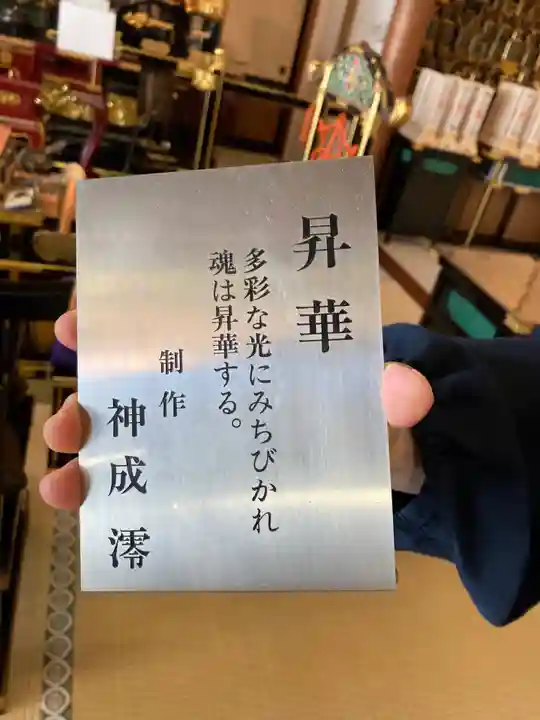 昇華
多彩な光にみちびかれ
魂は昇華する。
制作
神成澪